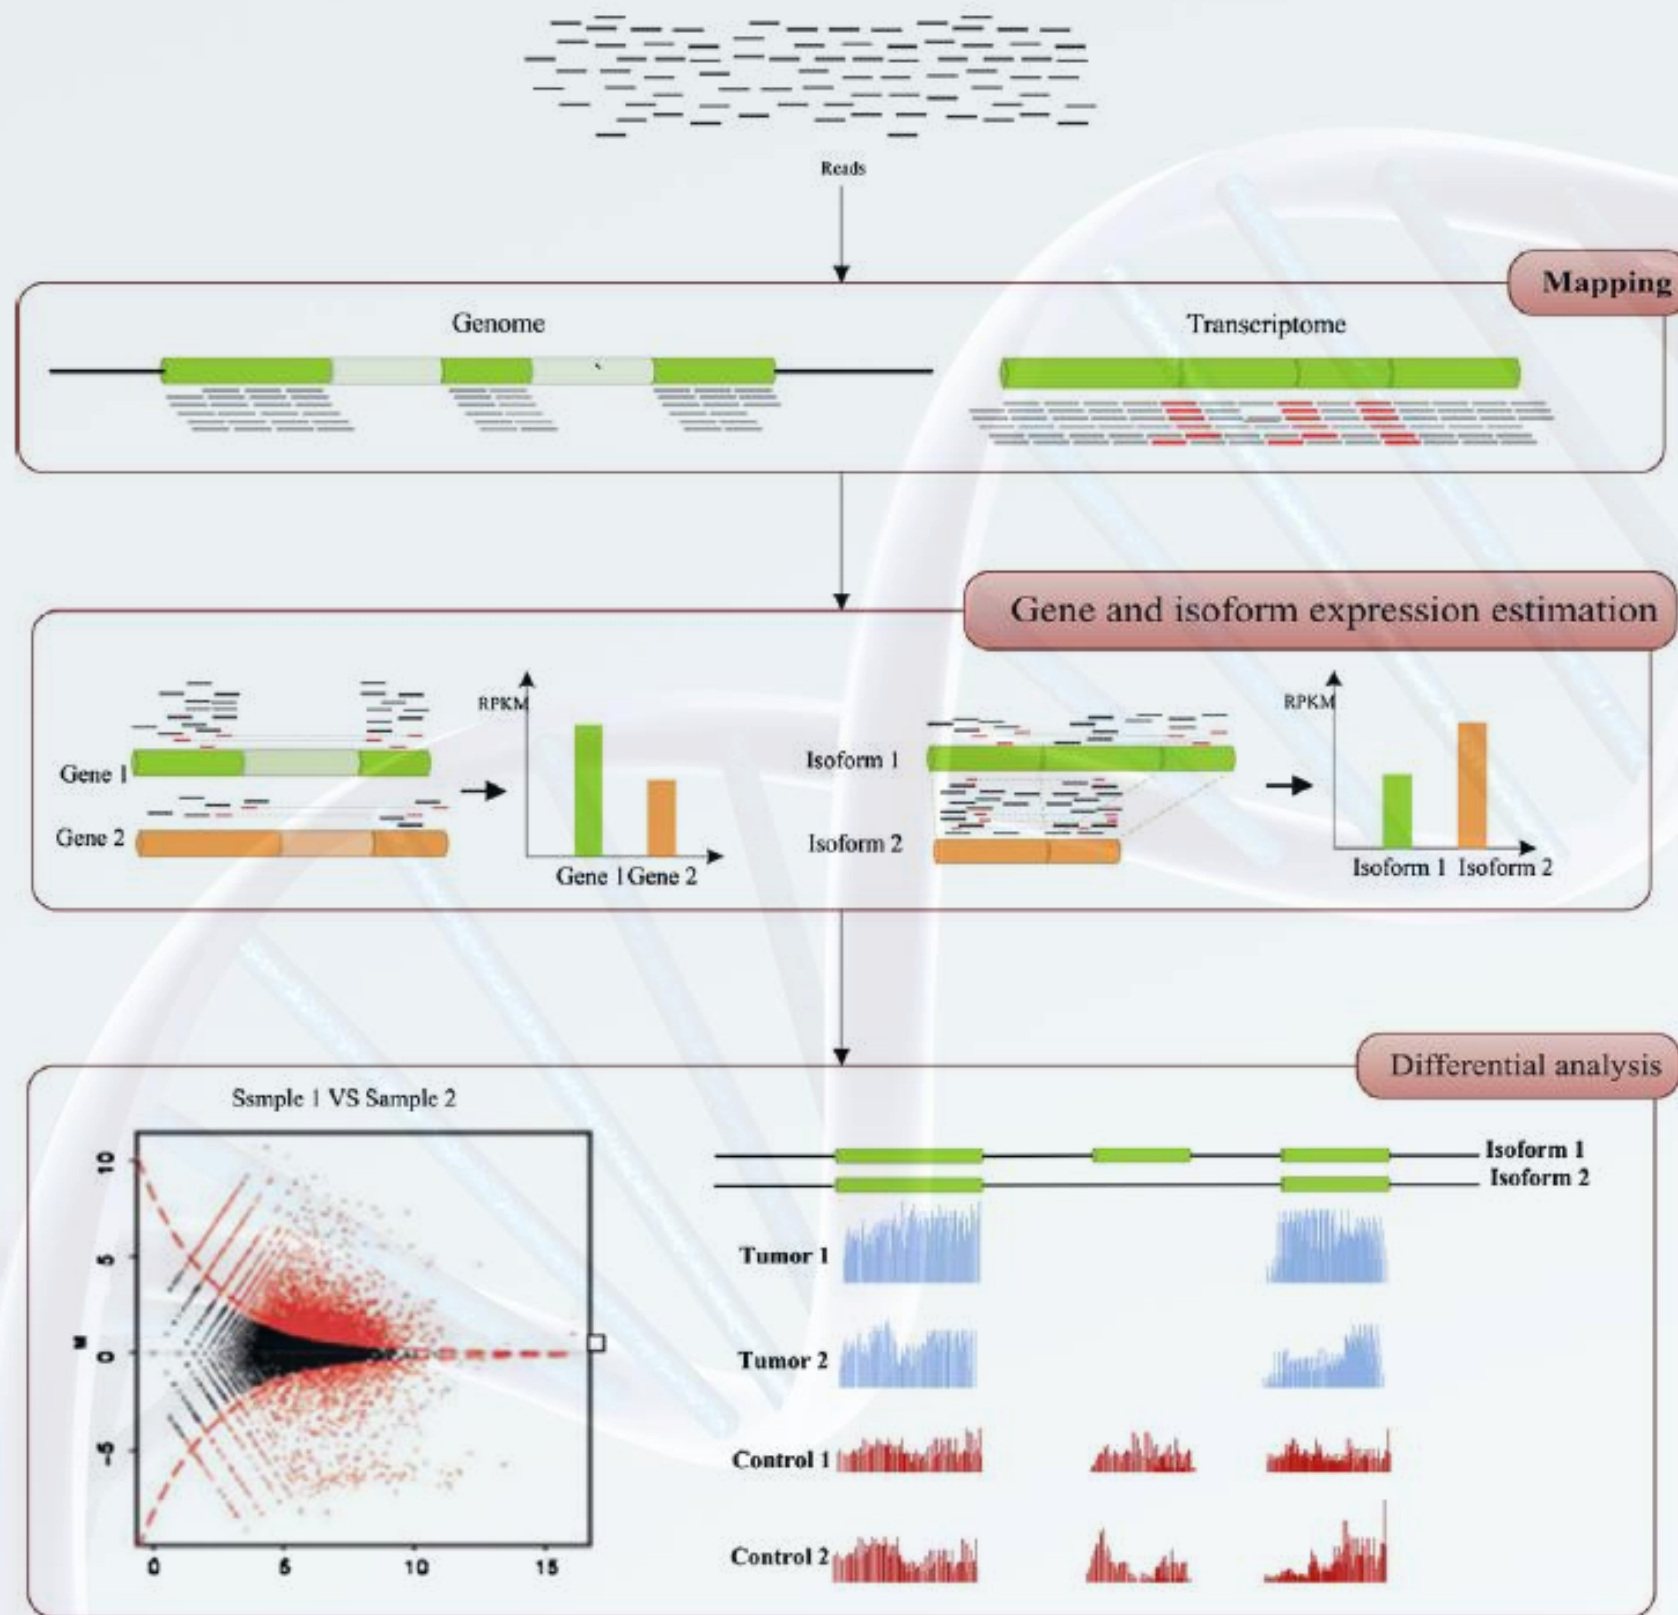 Reads
Mapping
Genome
Transcriptome
Gene and isoform expression estimation
RPKM
Gene 1
Gene 2
Gene 1 Gene 2
RPKM
Isoform 1
Isoform 2
Isoform 1 Isoform 2
Differential analysis
Ssmple 1 VS Sample 2
10
5
M
0
-5
0 5 10 15
Isoform 1
Isoform 2
Tumor 1
Tumor 2
Control 1
Control 2